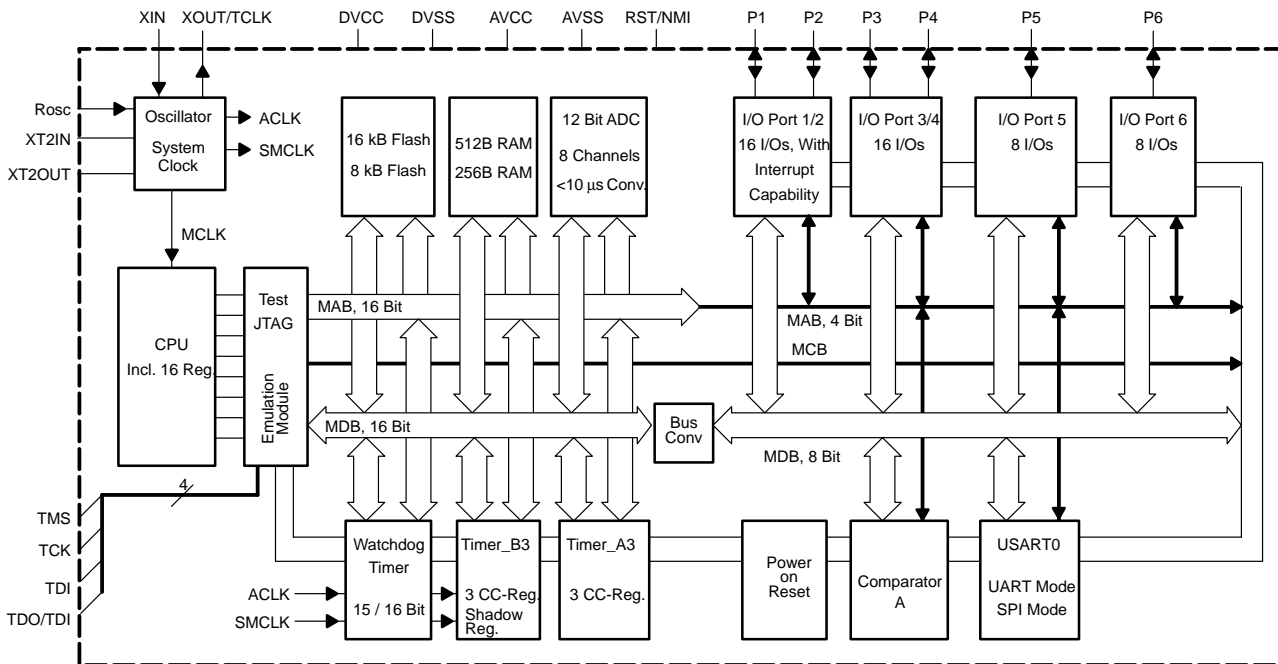 XIN
XOUT/TCLK
DVCC
DVSS
AVCC
AVSS
RST/NMI
P1
P2
P3
P4
P5
P6
Rosc
XT2IN
XT2OUT
Oscillator
System
Clock
ACLK
SMCLK
MCLK
16 kB Flash
8 kB Flash
512B RAM
256B RAM
12 Bit ADC
8 Channels
<10 μs Conv.
I/O Port 1/2
16 I/Os, With
Interrupt
Capability
I/O Port 3/4
16 I/Os
I/O Port 5
8 I/Os
I/O Port 6
8 I/Os
CPU
Incl. 16 Reg.
Test
JTAG
Emulation
Module
MAB, 16 Bit
MAB, 4 Bit
MCB
MDB, 16 Bit
Bus
Conv
MDB, 8 Bit
4
TMS
TCK
TDI
TDO/TDI
ACLK
SMCLK
Watchdog
Timer
15 / 16 Bit
Timer_B3
3 CC-Reg.
Shadow
Reg.
Timer_A3
3 CC-Reg.
Power
on
Reset
Comparator
A
USART0
UART Mode
SPI Mode